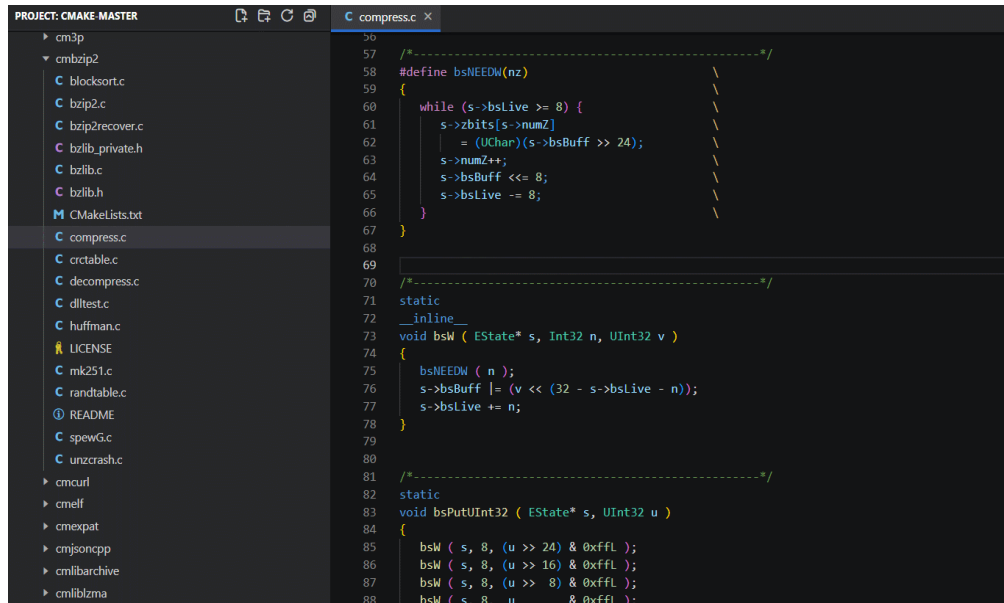 PROJECT: CMAKE-MASTER
cm3p
cmbzip2
C blocksort.c
C bzip2.c
C bzip2recover.c
C bzlib_private.h
C bzlib.c
C bzlib.h
M CMakeLists.txt
C compress.c
C crctable.c
C decompress.c
C dlltest.c
C huffman.c
LICENSE
C mk251.c
C randtable.c
README
C spewG.c
C unzcrash.c
cmcurl
cmelf
cmexpat
cmjsoncpp
cmlibarchive
cmliblzma
C compress.c ×
56
57 /*---------------------------------------------------*/
58 #define bsNEEDW(nz) \
59 { \
60 while (s->bsLive >= 8) { \
61 s->zbits[s->numZ] \
62 = (UChar)(s->bsBuff >> 24); \
63 s->numZ++; \
64 s->bsBuff <<= 8; \
65 s->bsLive -= 8; \
66 } \
67 }
68
69
70 /*---------------------------------------------------*/
71 static
72 __inline__
73 void bsW ( EState* s, Int32 n, UInt32 v )
74 {
75 bsNEEDW ( n );
76 s->bsBuff |= (v << (32 - s->bsLive - n));
77 s->bsLive += n;
78 }
79
80
81 /*---------------------------------------------------*/
82 static
83 void bsPutUInt32 ( EState* s, UInt32 u )
84 {
85 bsW ( s, 8, (u >> 24) & 0xffL );
86 bsW ( s, 8, (u >> 16) & 0xffL );
87 bsW ( s, 8, (u >> 8) & 0xffL );
88 bsW ( s, 8, u & 0xffL );